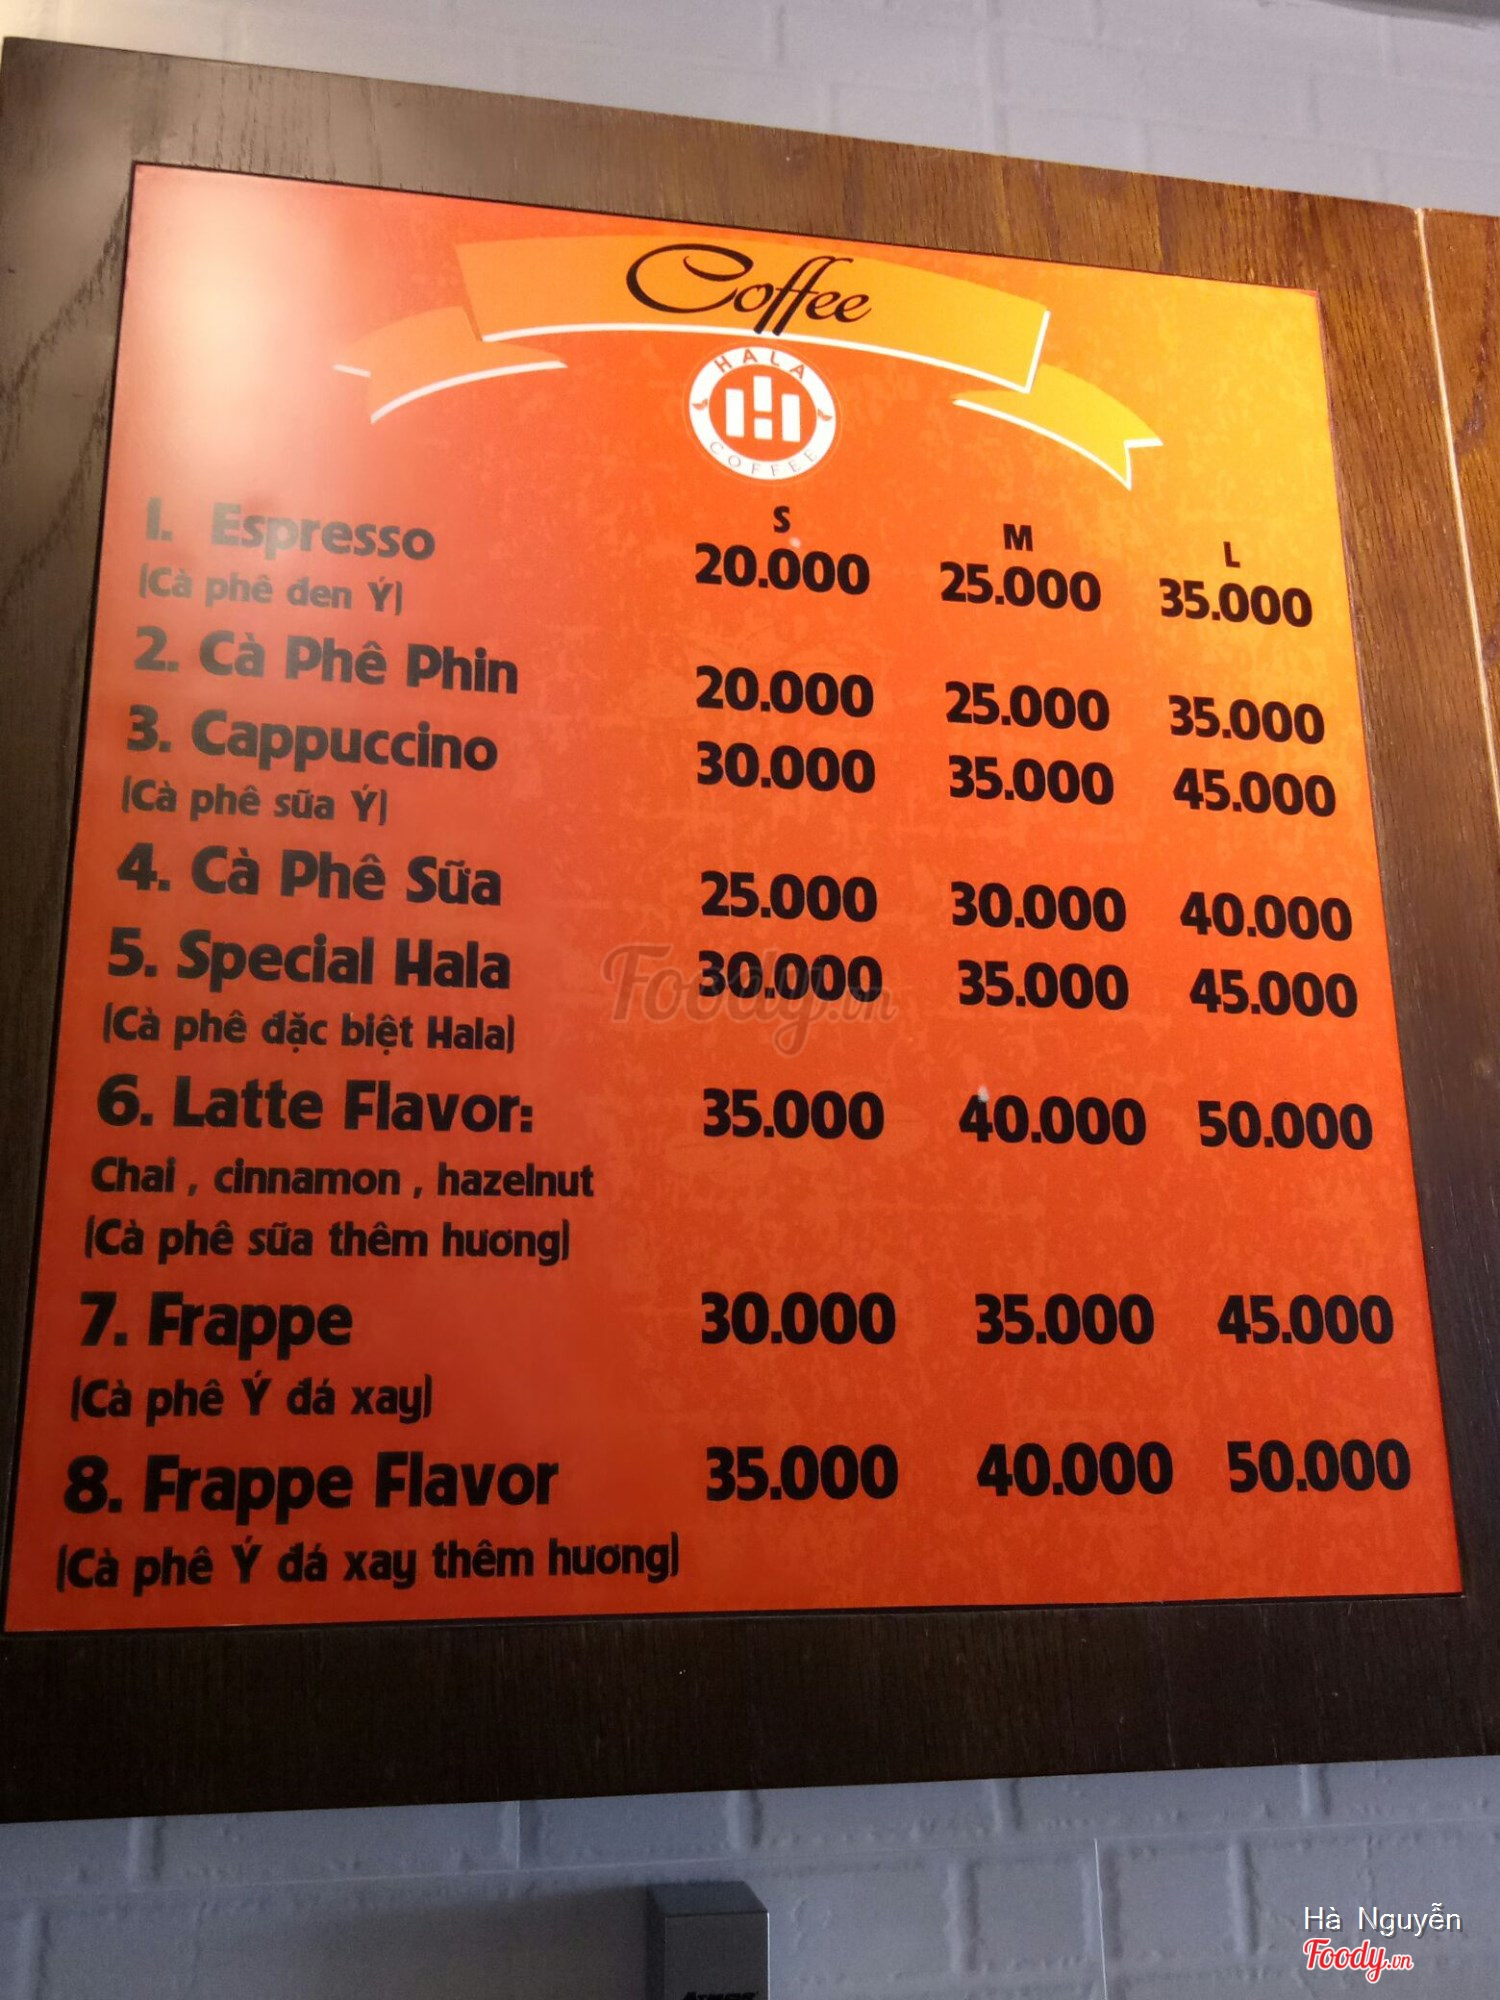 Coffee
HALA
COFFEE
S M L
1. Espresso 20.000 25.000 35.000
(Cà phê đen Ý)
2. Cà Phê Phin 20.000 25.000 35.000
3. Cappuccino 30.000 35.000 45.000
(Cà phê sữa Ý)
4. Cà Phê Sữa 25.000 30.000 40.000
5. Special Hala 30.000 35.000 45.000
(Cà phê đặc biệt Hala)
6. Latte Flavor: 35.000 40.000 50.000
Chai , cinnamon , hazelnut
(Cà phê sữa thêm hương)
7. Frappe 30.000 35.000 45.000
(Cà phê Ý đá xay)
8. Frappe Flavor 35.000 40.000 50.000
(Cà phê Ý đá xay thêm hương)
Foody.vn
Hà Nguyễn
Foody.vn